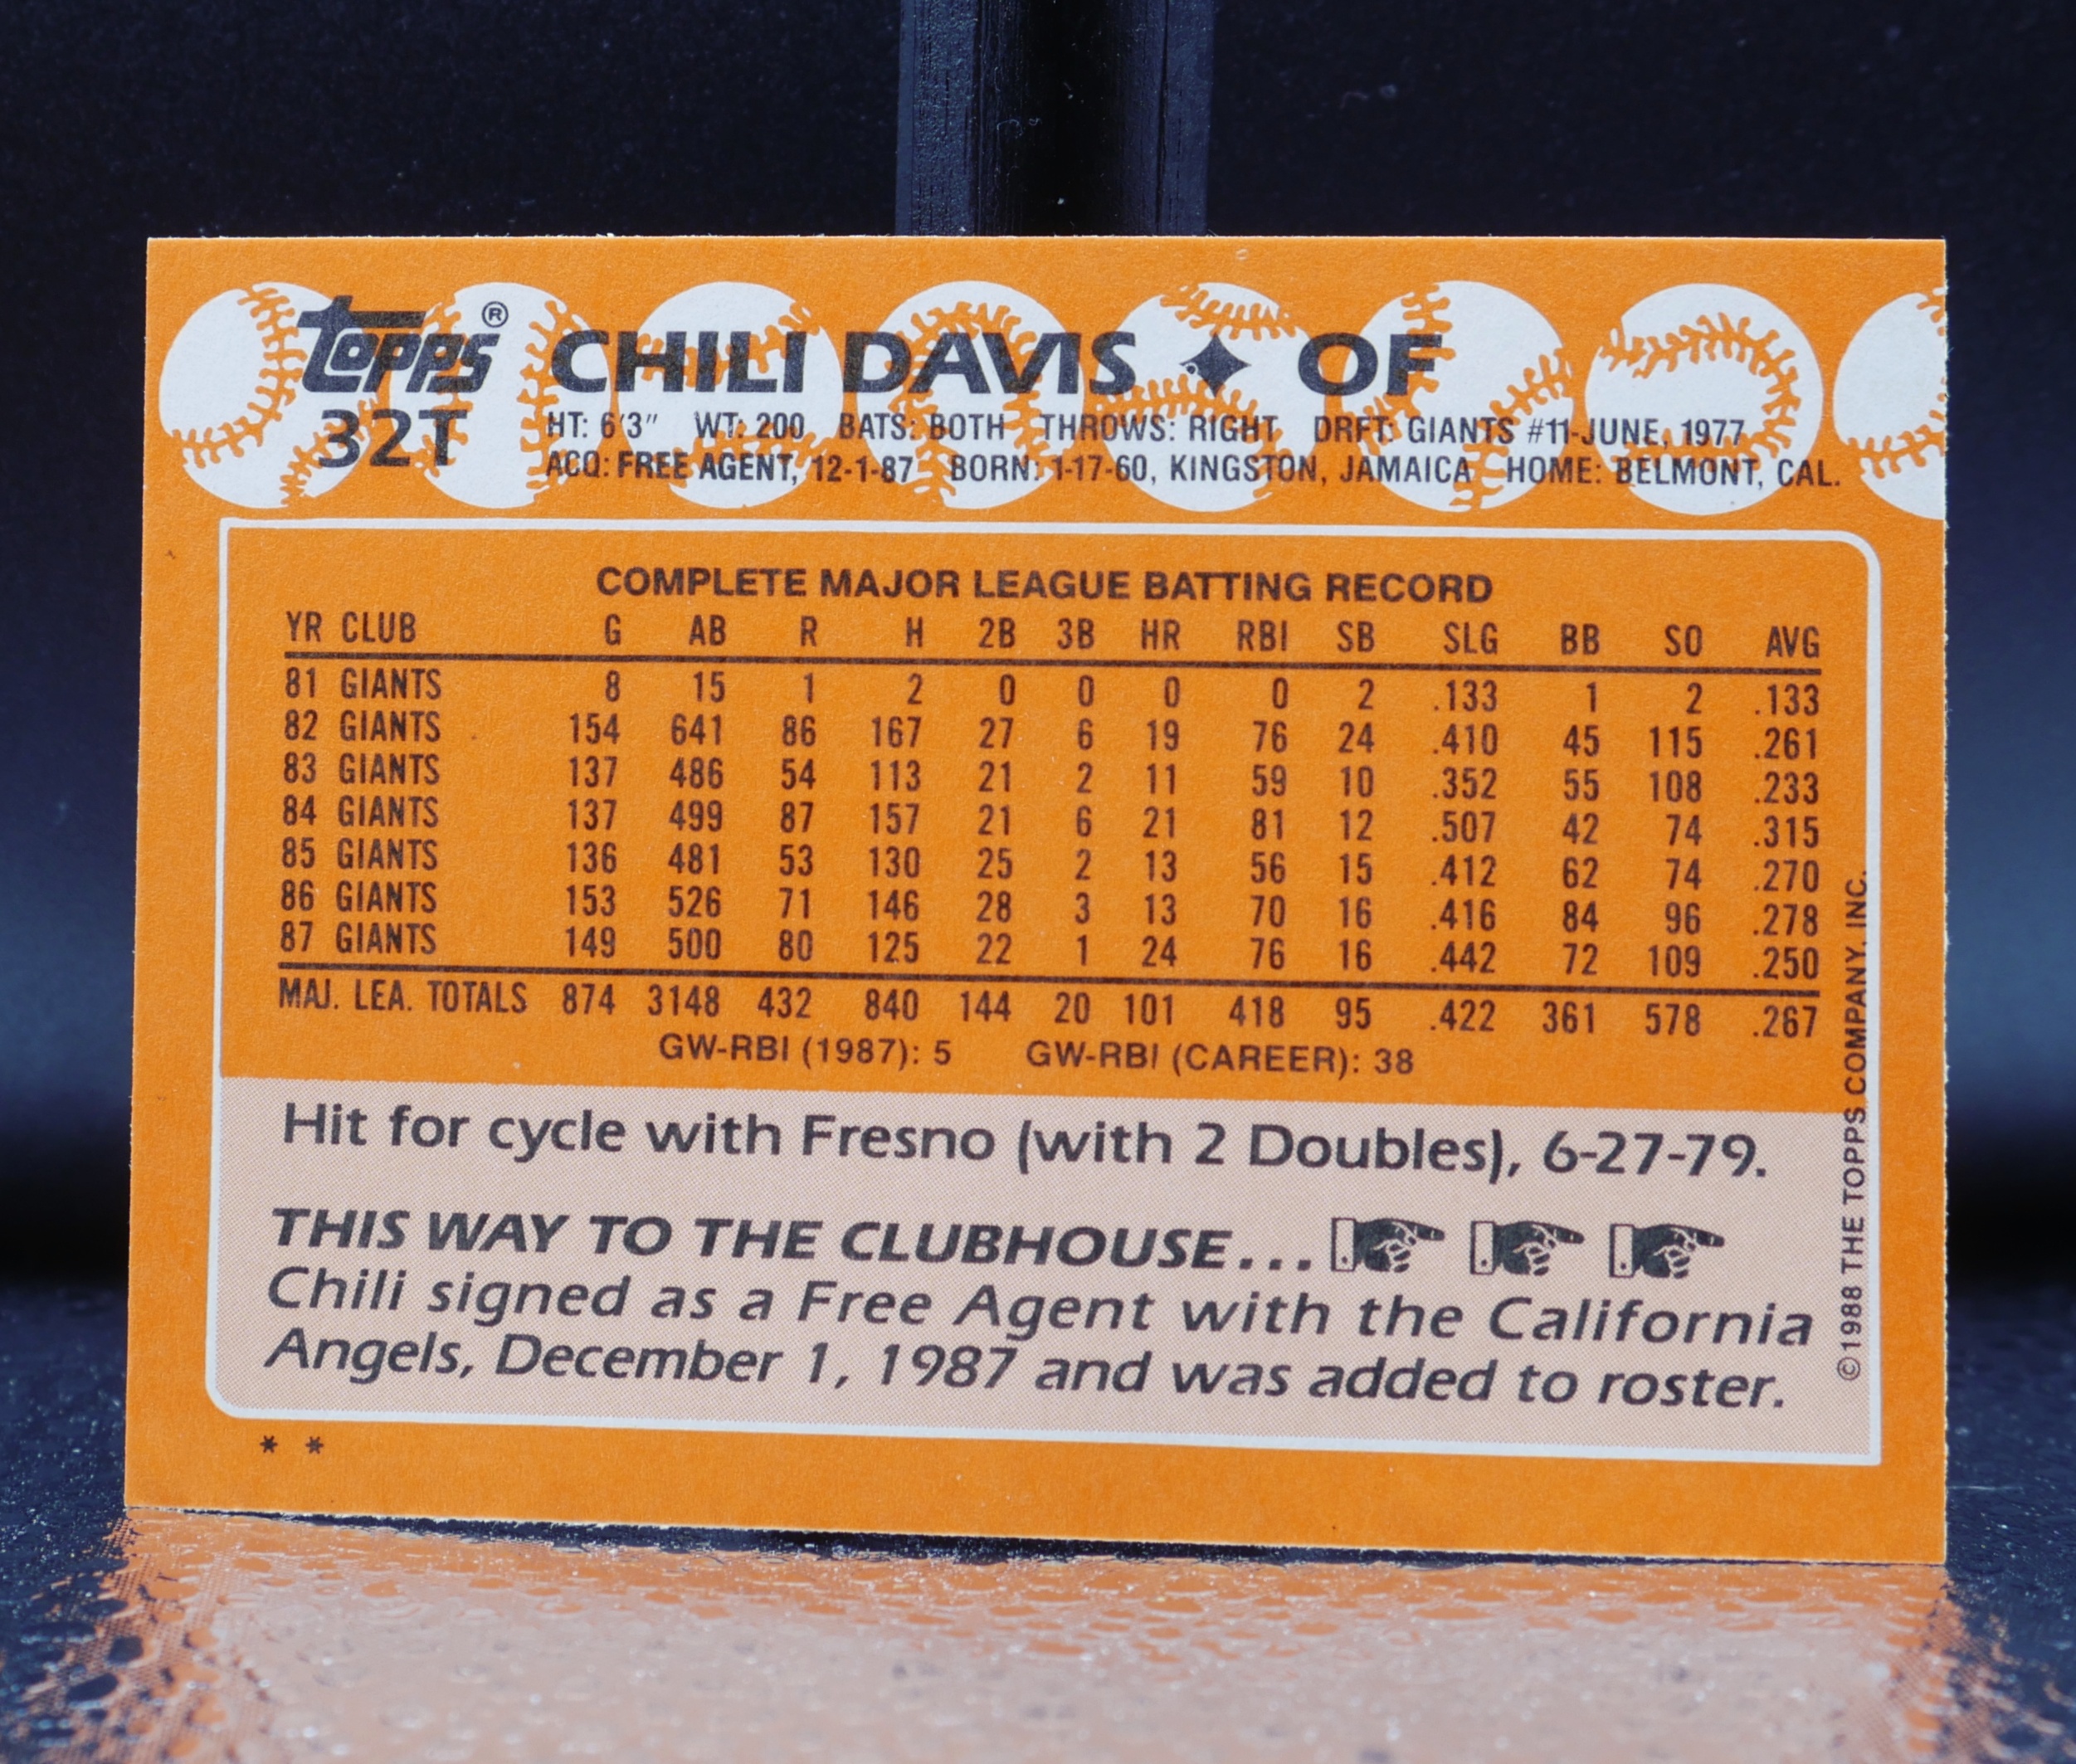 topps® CHILI DAVIS ✦ OF
32T
HT: 6'3" WT: 200 BATS: BOTH THROWS: RIGHT DRFT: GIANTS #11-JUNE, 1977
ACQ: FREE AGENT, 12-1-87 BORN: 1-17-60, KINGSTON, JAMAICA HOME: BELMONT, CAL.
COMPLETE MAJOR LEAGUE BATTING RECORD
YR CLUB G AB R H 2B 3B HR RBI SB SLG BB SO AVG
81 GIANTS 8 15 1 2 0 0 0 0 2 .133 1 2 .133
82 GIANTS 154 641 86 167 27 6 19 76 24 .410 45 115 .261
83 GIANTS 137 486 54 113 21 2 11 59 10 .352 55 108 .233
84 GIANTS 137 499 87 157 21 6 21 81 12 .507 42 74 .315
85 GIANTS 136 481 53 130 25 2 13 56 15 .412 62 74 .270
86 GIANTS 153 526 71 146 28 3 13 70 16 .416 84 96 .278
87 GIANTS 149 500 80 125 22 1 24 76 16 .442 72 109 .250
MAJ. LEA. TOTALS 874 3148 432 840 144 20 101 418 95 .422 361 578 .267
GW-RBI (1987): 5 GW-RBI (CAREER): 38
Hit for cycle with Fresno (with 2 Doubles), 6-27-79.
THIS WAY TO THE CLUBHOUSE...
Chili signed as a Free Agent with the California
Angels, December 1, 1987 and was added to roster.
* *
©1988 THE TOPPS COMPANY, INC.